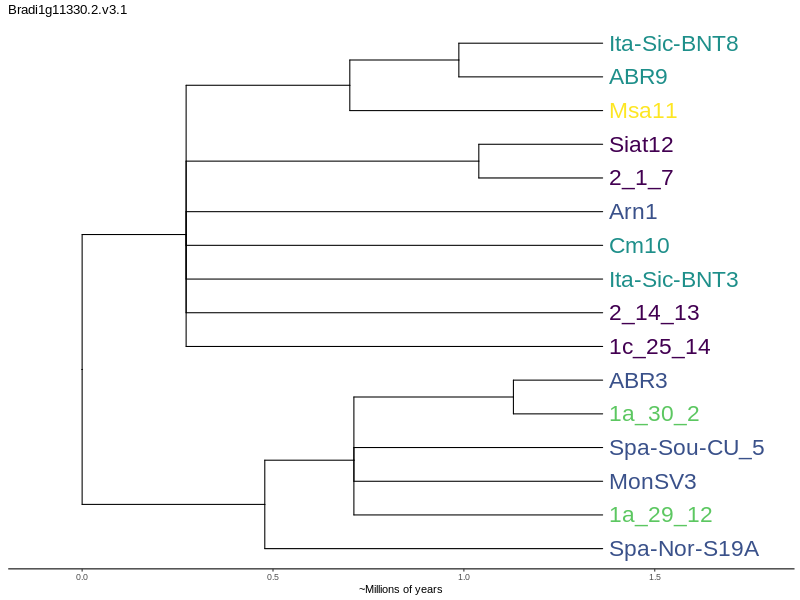 Bradi1g11330.2.v3.1
Ita-Sic-BNT8
ABR9
Msa11
Siat12
2_1_7
Arn1
Cm10
Ita-Sic-BNT3
2_14_13
1c_25_14
ABR3
1a_30_2
Spa-Sou-CU_5
MonSV3
1a_29_12
Spa-Nor-S19A
0.0 0.5 1.0 1.5
~Millions of years